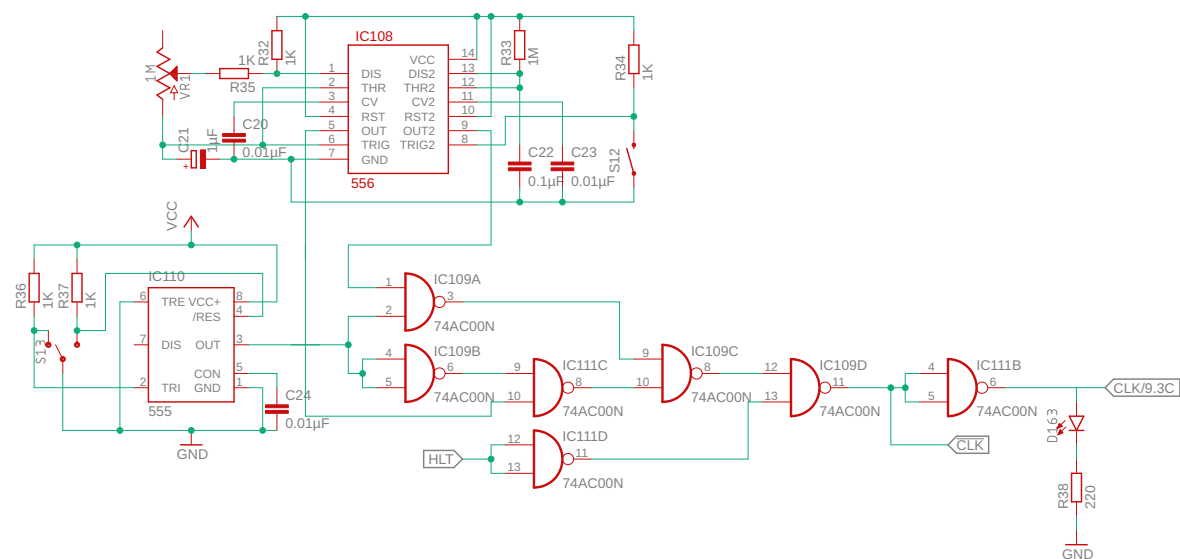 IC108
1M
VR1
1K
R35
R32
1K
1 DIS
2 THR
3 CV
4 RST
5 OUT
6 TRIG
7 GND
VCC 14
DIS2 13
THR2 12
CV2 11
RST2 10
OUT2 9
TRIG2 8
556
R33
1M
R34
1K
C20
0.01µF
C21
1µF
+
C22
0.1µF
C23
0.01µF
S12
VCC
IC110
R36
1K
R37
1K
S13
6 TRE
7 DIS
2 TRI
VCC+ 8
/RES 4
OUT 3
CON 5
GND 1
555
C24
0.01µF
GND
IC109A
1
2
3
74AC00N
IC109B
4
5
6
74AC00N
IC111C
9
10
8
74AC00N
IC109C
9
10
8
74AC00N
IC109D
12
13
11
74AC00N
IC111B
4
5
6
74AC00N
CLK/9.3C
CLK
HLT
IC111D
12
13
11
74AC00N
D163
R38
220
GND